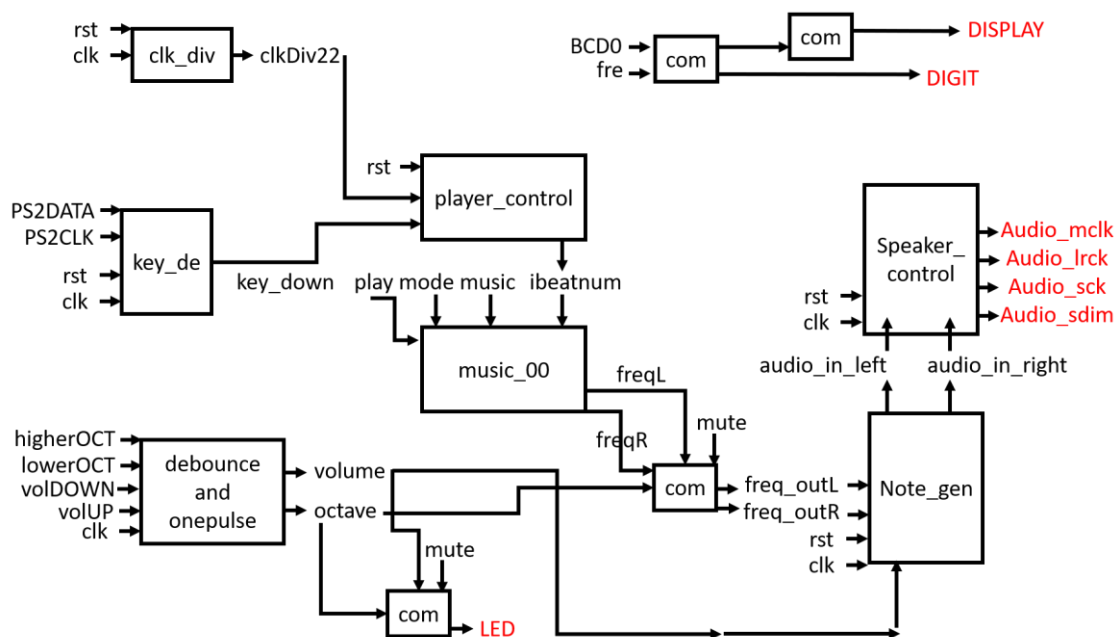 rst
clk
clk_div
clkDiv22
BCD0
fre
com
com
DISPLAY
DIGIT
rst
player_control
PS2DATA
PS2CLK
rst
clk
key_de
key_down
play mode music ibeatnum
music_00
freqL
freqR
mute
Speaker_
control
rst
clk
Audio_mclk
Audio_lrck
Audio_sck
Audio_sdim
audio_in_left
audio_in_right
higherOCT
lowerOCT
volDOWN
volUP
clk
debounce
and
onepulse
volume
octave
com
freq_outL
freq_outR
rst
clk
Note_gen
mute
com
LED